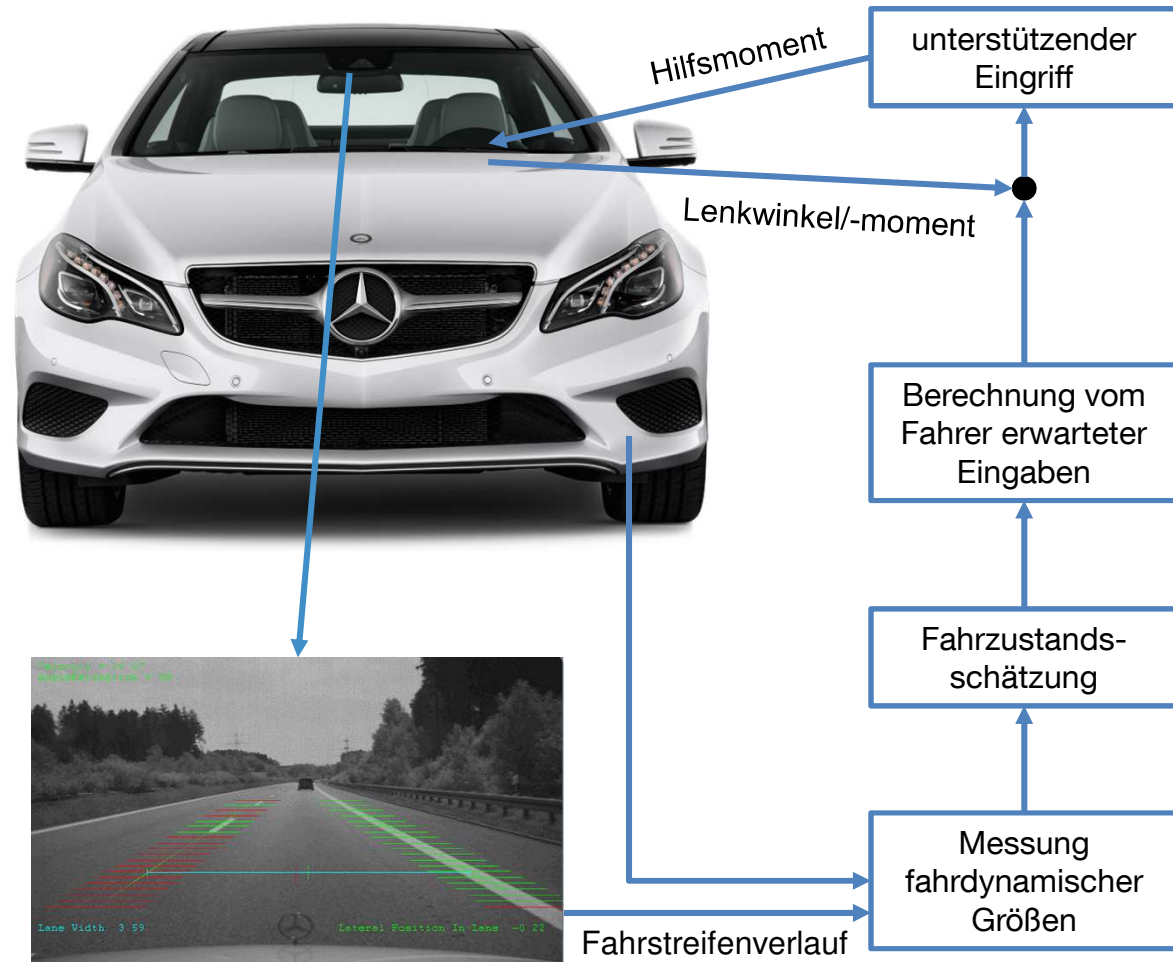 Hilfsmoment
unterstützender
Eingriff
Lenkwinkel/-moment
Berechnung vom
Fahrer erwarteter
Eingaben
Fahrzustands-
schätzung
Messung
fahrdynamischer
Größen
Fahrstreifenverlauf
Lane Width: 3.59
Lateral Position In Lane: -0.22